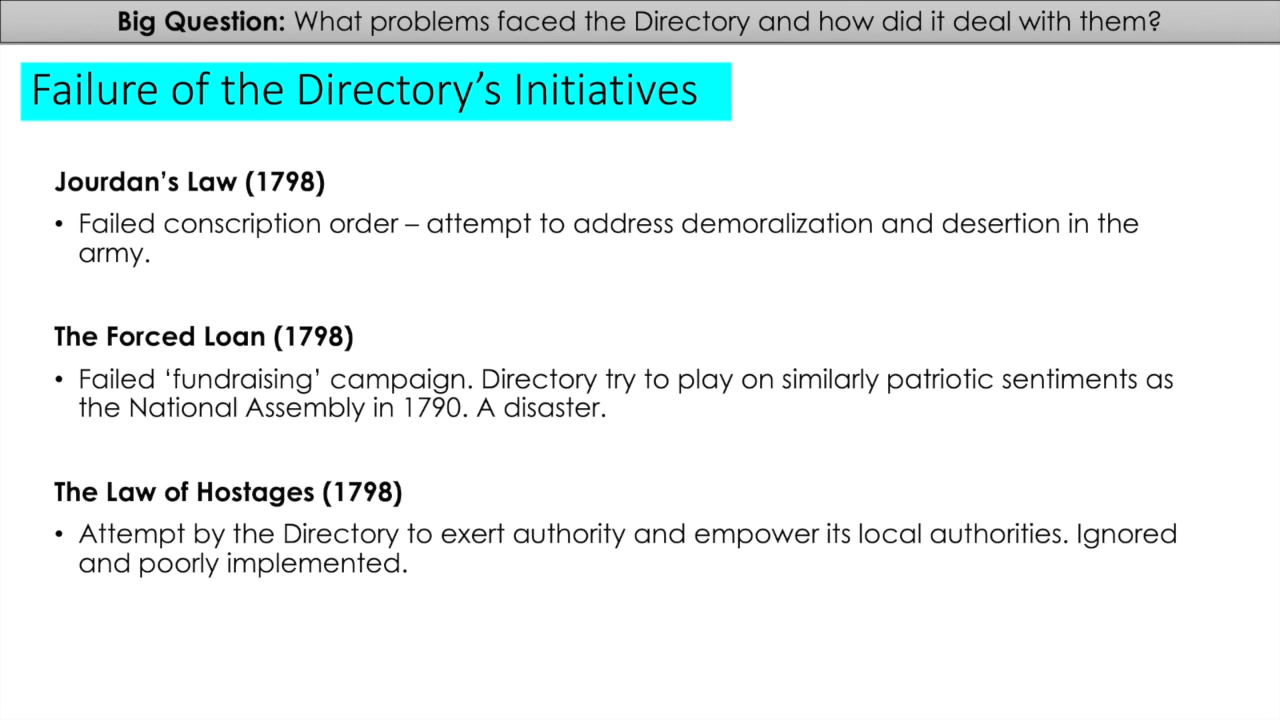 Big Question: What problems faced the Directory and how did it deal with them?
Failure of the Directory’s Initiatives
Jourdan’s Law (1798)
• Failed conscription order – attempt to address demoralization and desertion in the
army.
The Forced Loan (1798)
• Failed ‘fundraising’ campaign. Directory try to play on similarly patriotic sentiments as
the National Assembly in 1790. A disaster.
The Law of Hostages (1798)
• Attempt by the Directory to exert authority and empower its local authorities. Ignored
and poorly implemented.